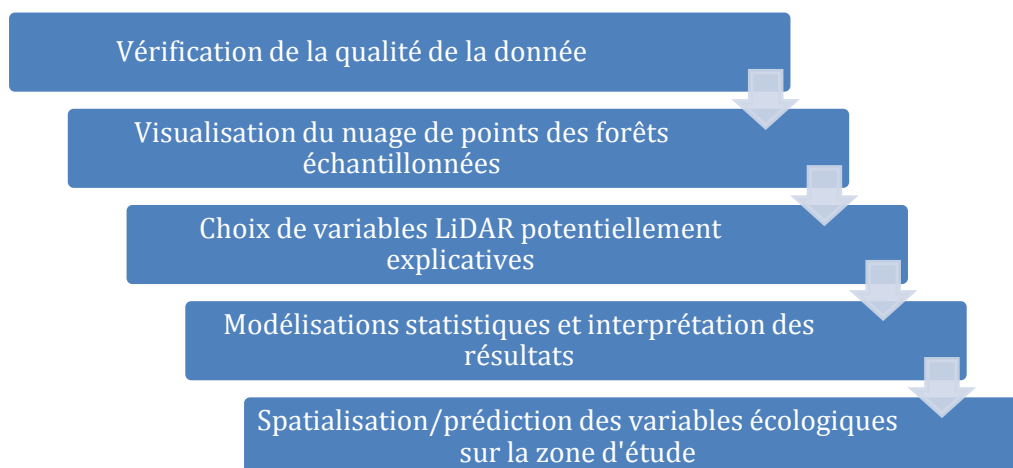 Vérification de la qualité de la donnée
Visualisation du nuage de points des forêts
échantillonnées
Choix de variables LiDAR potentiellement
explicatives
Modélisations statistiques et interprétation des
résultats
Spatialisation/prédiction des variables écologiques
sur la zone d'étude